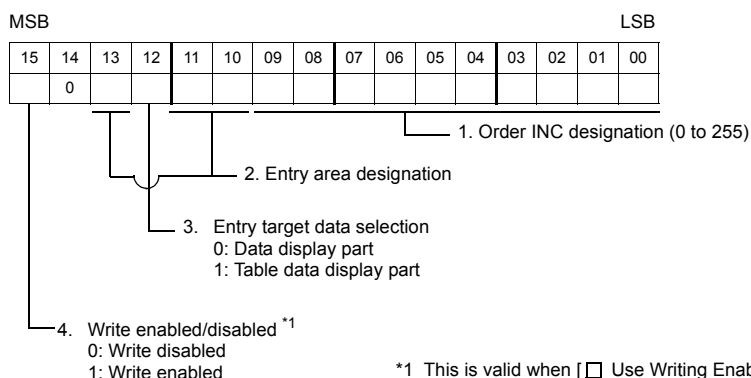 MSB LSB
15 14 13 12 11 10 09 08 07 06 05 04 03 02 01 00
0
1. Order INC designation (0 to 255)
2. Entry area designation
3. Entry target data selection
0: Data display part
1: Table data display part
4. Write enabled/disabled *1
0: Write disabled
1: Write enabled
*1 This is valid when [☐ Use Writing Enab